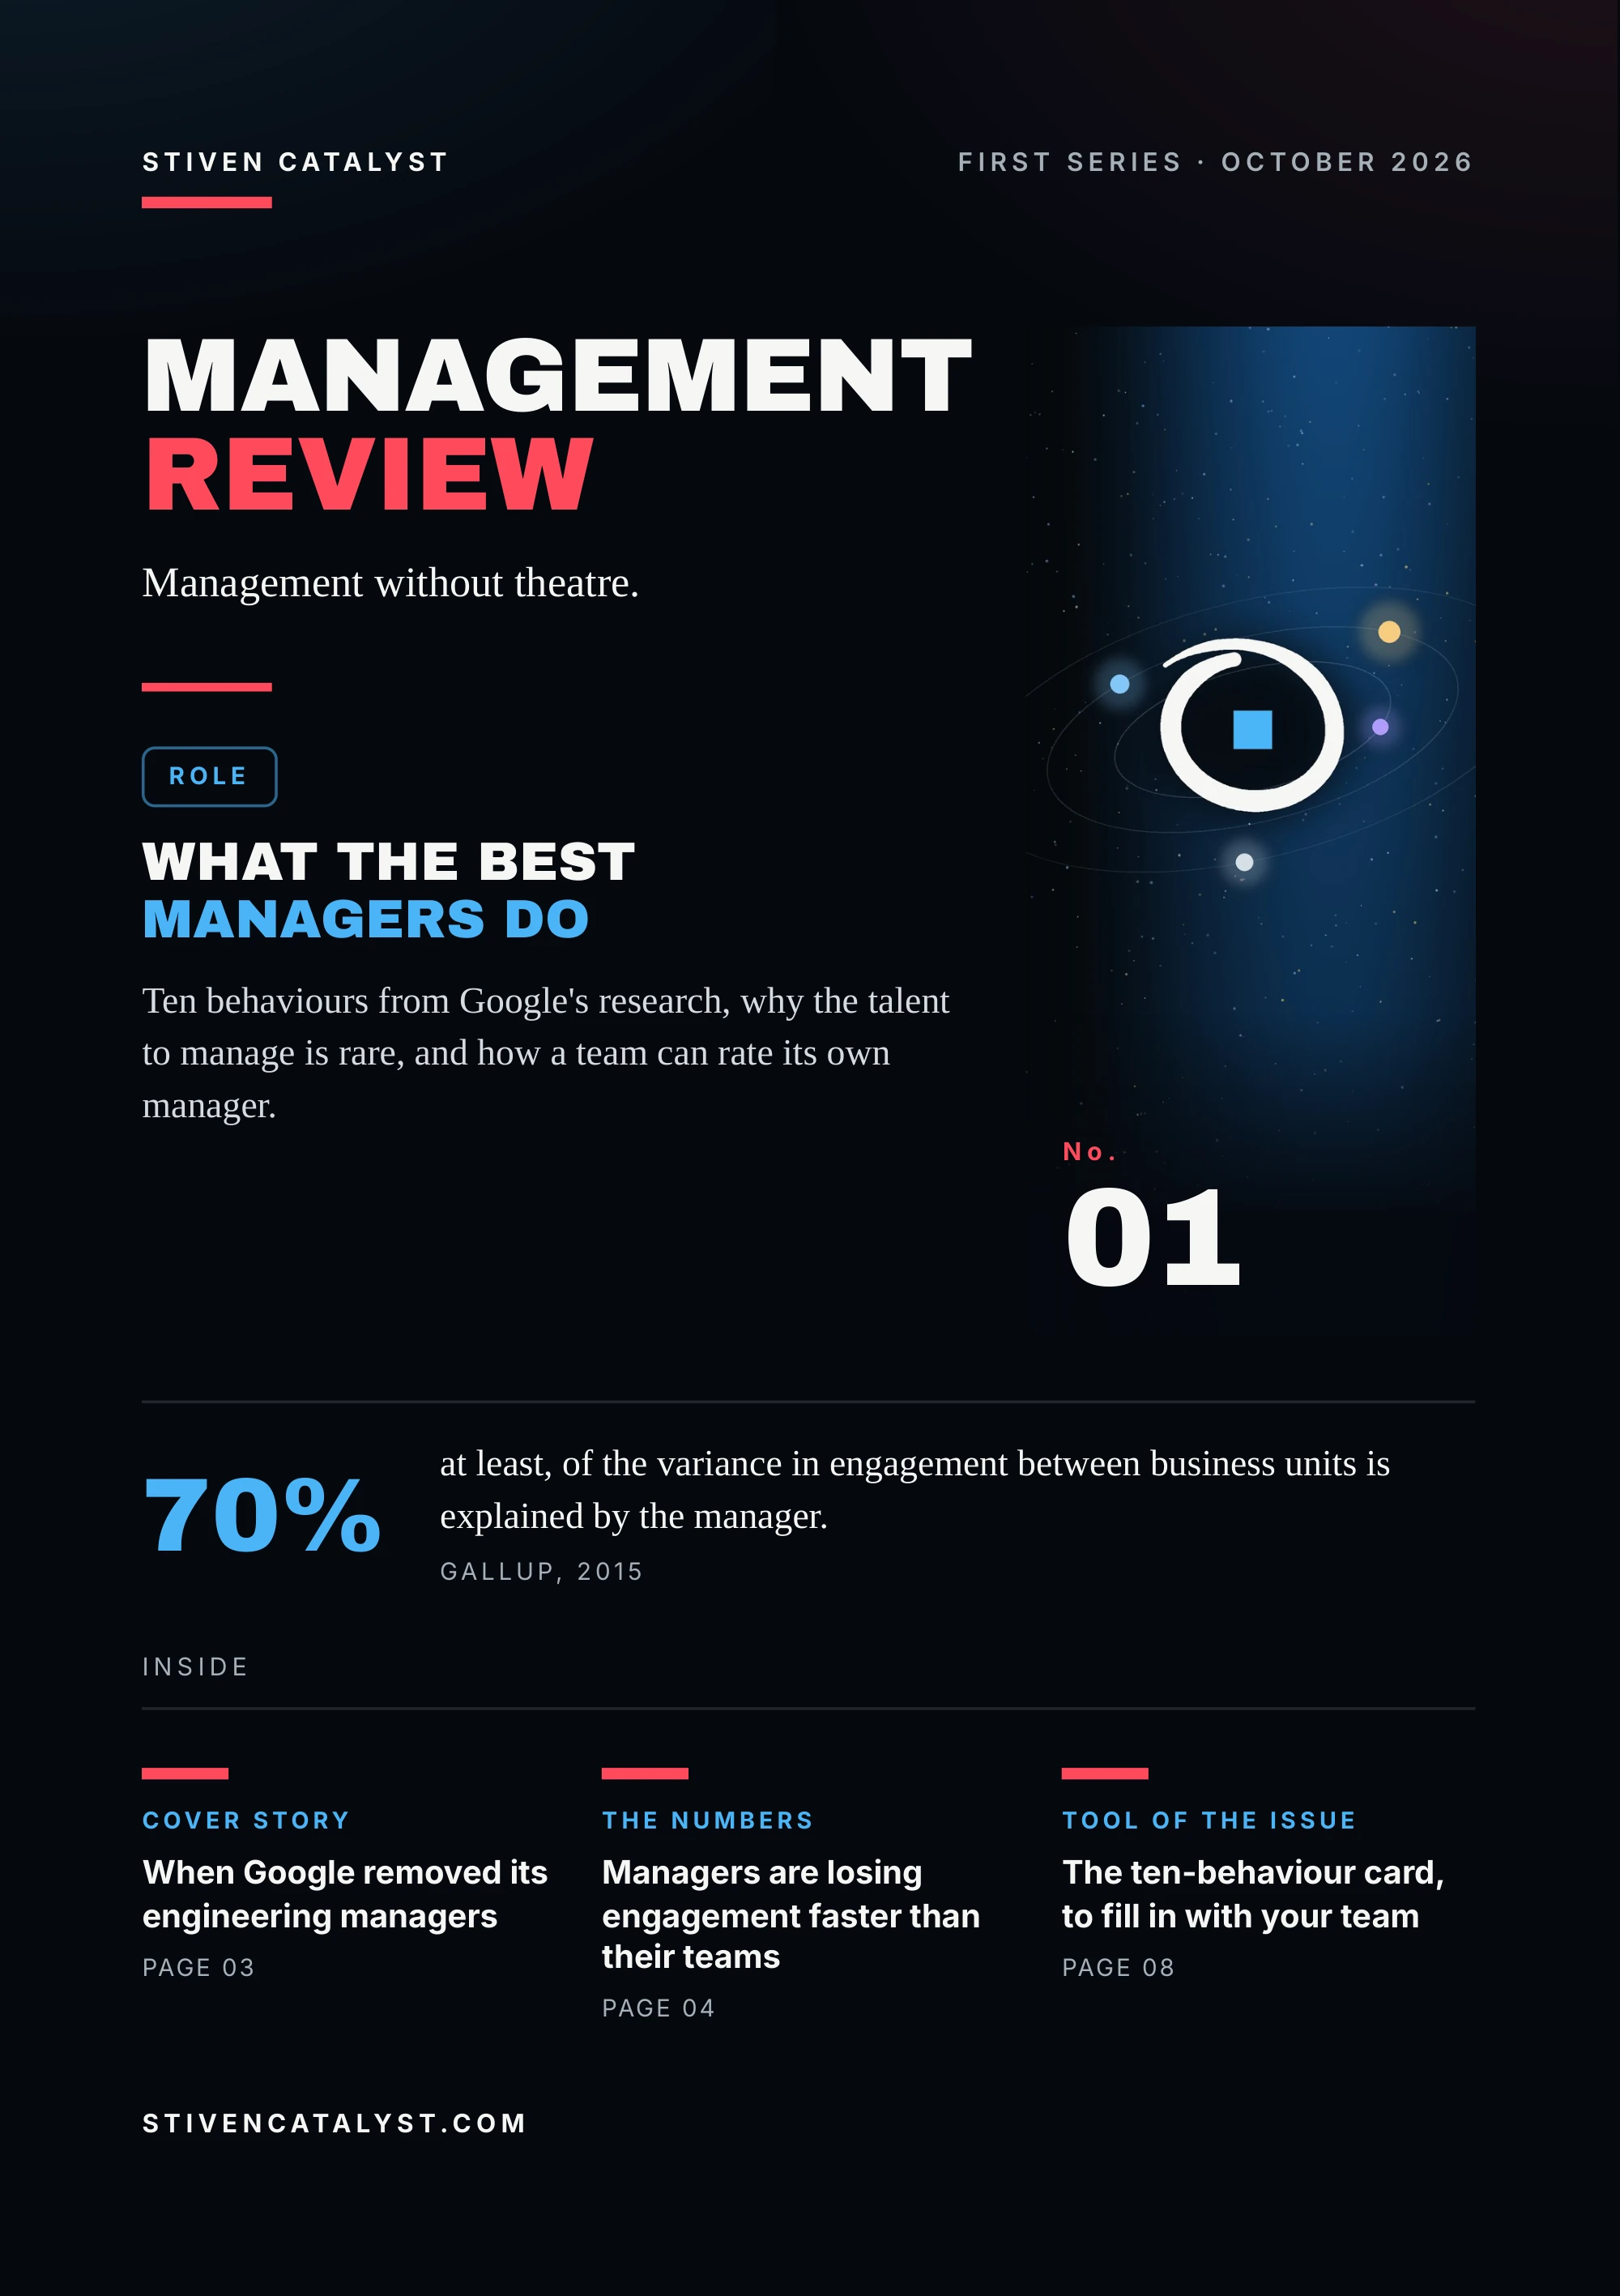 STIVEN CATALYST
FIRST SERIES · OCTOBER 2026
MANAGEMENT
REVIEW
Management without theatre.
ROLE
WHAT THE BEST
MANAGERS DO
Ten behaviours from Google's research, why the talent
to manage is rare, and how a team can rate its own
manager.
No.
01
70%
at least, of the variance in engagement between business units is
explained by the manager.
GALLUP, 2015
INSIDE
COVER STORY
When Google removed its
engineering managers
PAGE 03
THE NUMBERS
Managers are losing
engagement faster than
their teams
PAGE 04
TOOL OF THE ISSUE
The ten-behaviour card,
to fill in with your team
PAGE 08
STIVENCATALYST.COM